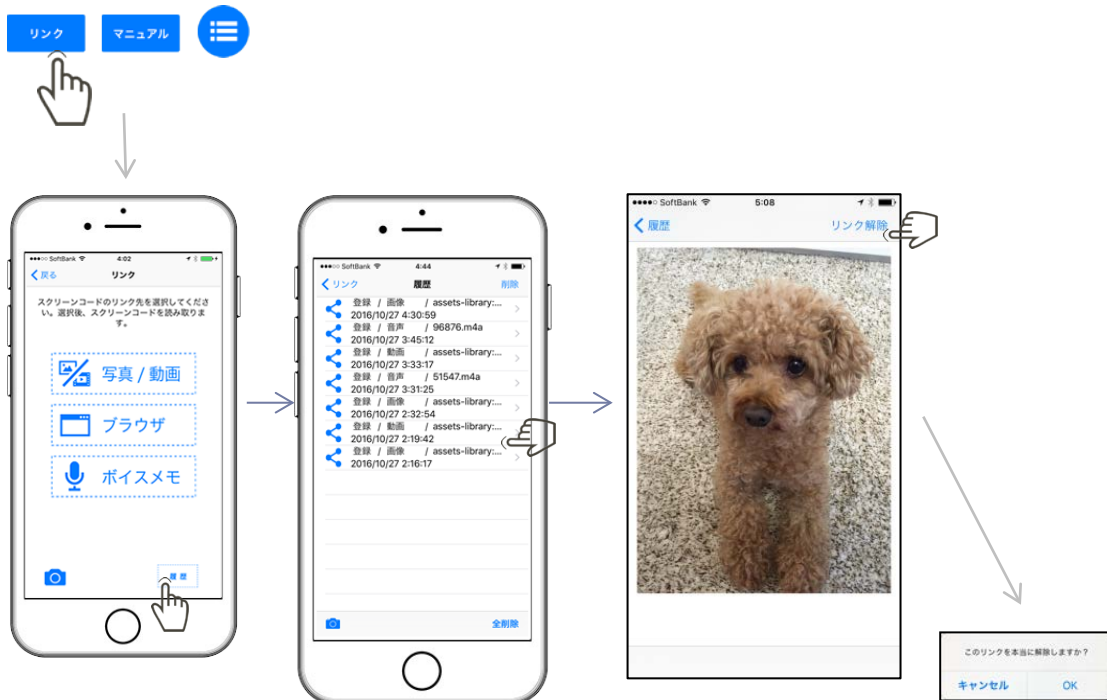 リンク
マニュアル
●●●●○ SoftBank 4:02
戻る
リンク
スクリーンコードのリンク先を選択してくださ
い。選択後、スクリーンコードを読み取りま
す。
写真 / 動画
ブラウザ
ボイスメモ
履歴
●●●○○ SoftBank 4:44
リンク
履歴
削除
登録 / 画像 / assets-library:...
2016/10/27 4:30:59
登録 / 音声 / 96876.m4a
2016/10/27 3:45:12
登録 / 動画 / assets-library:...
2016/10/27 3:33:17
登録 / 音声 / 51547.m4a
2016/10/27 3:31:25
登録 / 画像 / assets-library:...
2016/10/27 2:32:54
登録 / 動画 / assets-library:...
2016/10/27 2:19:42
登録 / 画像 / assets-library:...
2016/10/27 2:16:17
全削除
●●●●○ SoftBank 5:08
履歴
リンク解除
このリンクを本当に解除しますか？
キャンセル
OK